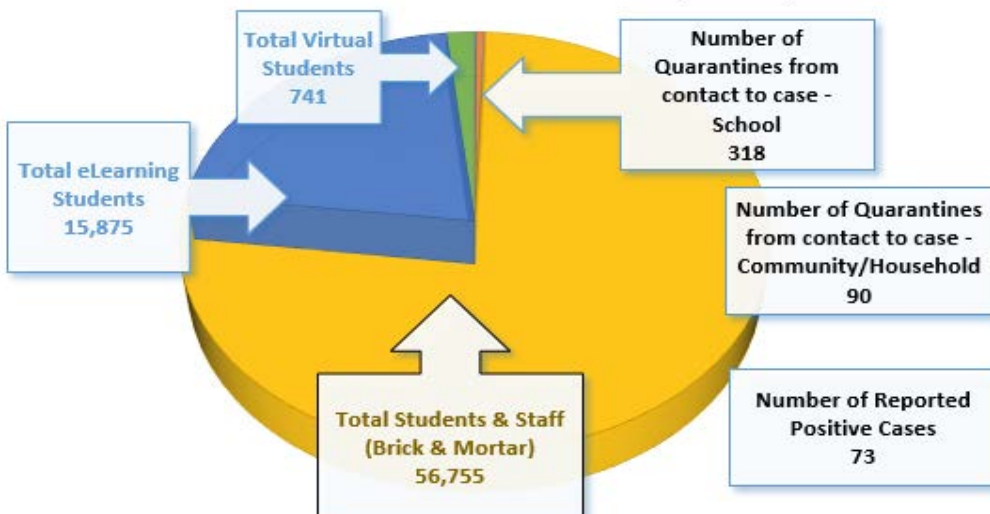 Total Virtual
Students
741
Number of
Quarantines from
contact to case -
School
318
Total eLearning
Students
15,875
Number of Quarantines
from contact to case -
Community/Household
90
Total Students & Staff
(Brick & Mortar)
56,755
Number of Reported
Positive Cases
73